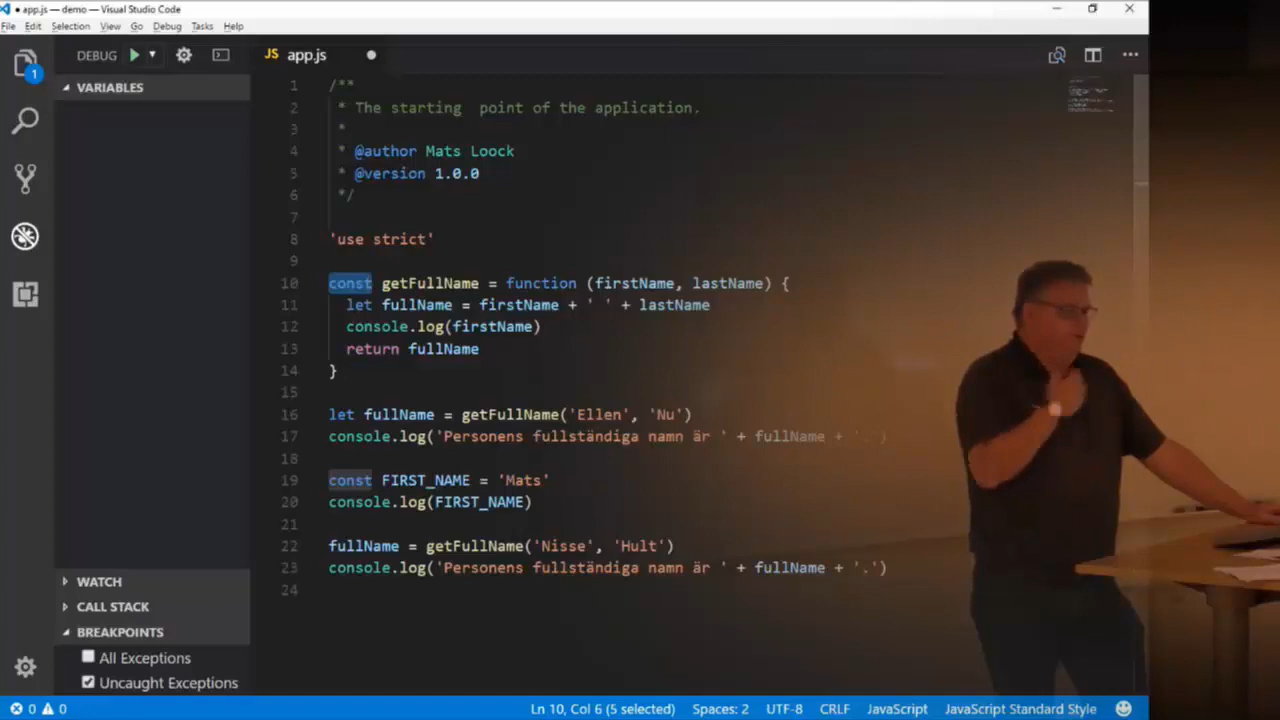 • app.js — demo — Visual Studio Code
File Edit Selection View Go Debug Tasks Help
1
DEBUG
JS app.js
VARIABLES
1 /**
2  * The starting  point of the application.
3  *
4  * @author Mats Loock
5  * @version 1.0.0
6  */
7
8 'use strict'
9
10 const getFullName = function (firstName, lastName) {
11   let fullName = firstName + ' ' + lastName
12   console.log(firstName)
13   return fullName
14 }
15
16 let fullName = getFullName('Ellen', 'Nu')
17 console.log('Personens fullständiga namn är ' + fullName + '.')
18
19 const FIRST_NAME = 'Mats'
20 console.log(FIRST_NAME)
21
22 fullName = getFullName('Nisse', 'Hult')
23 console.log('Personens fullständiga namn är ' + fullName + '.')
24
WATCH
CALL STACK
BREAKPOINTS
All Exceptions
Uncaught Exceptions
0 0 Ln 10, Col 6 (5 selected) Spaces: 2 UTF-8 CRLF JavaScript JavaScript Standard Style